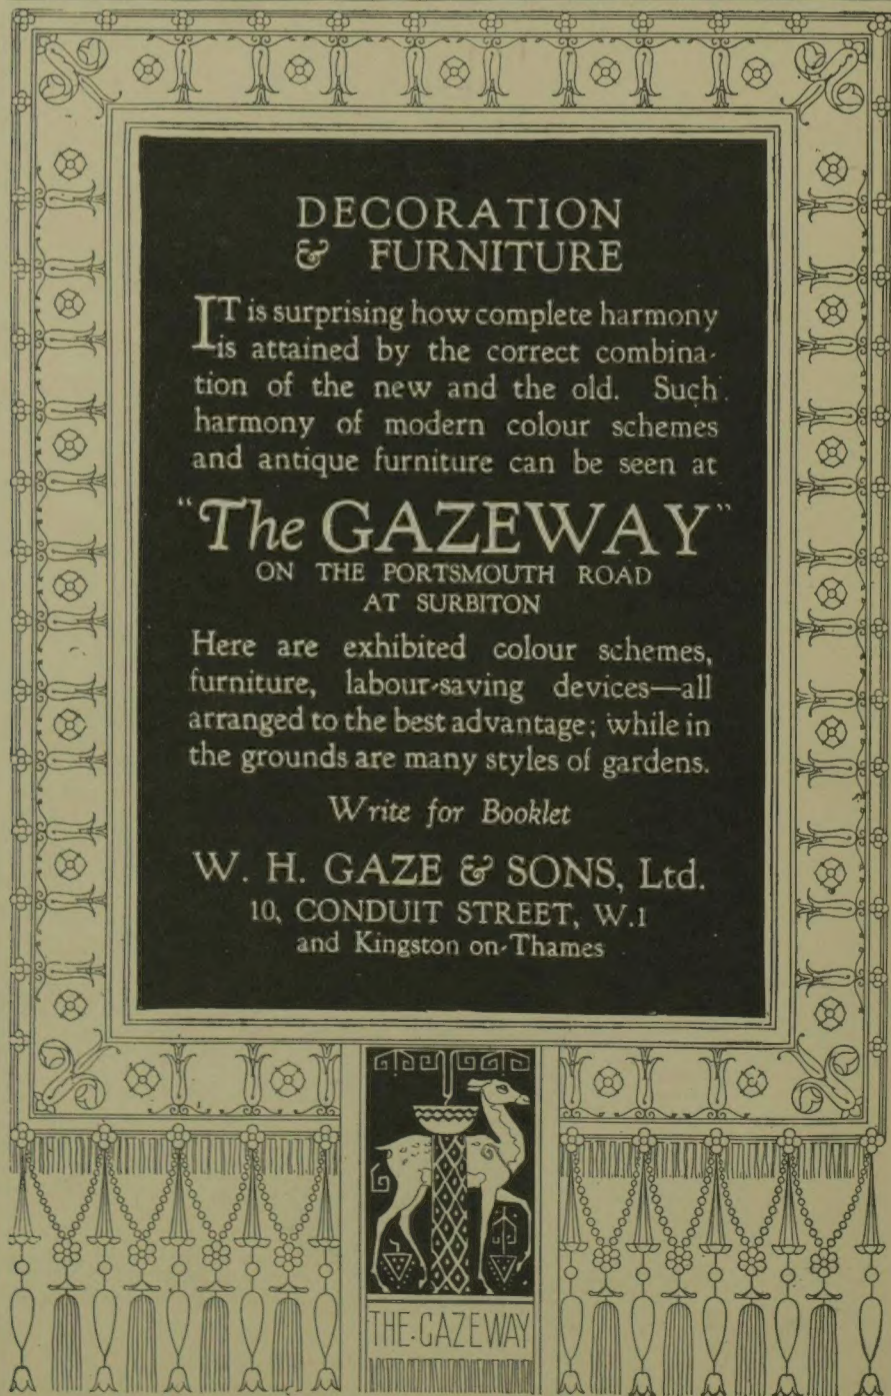 DECORATION
& FURNITURE
IT is surprising how complete harmony
is attained by the correct combina-
tion of the new and the old. Such
harmony of modern colour schemes
and antique furniture can be seen at
"The GAZEWAY"
ON THE PORTSMOUTH ROAD
AT SURBITON
Here are exhibited colour schemes,
furniture, labour-saving devices—all
arranged to the best advantage; while in
the grounds are many styles of gardens.
Write for Booklet
W. H. GAZE & SONS, Ltd.
10, CONDUIT STREET, W.1
and Kingston on-Thames
THE·GAZEWAY